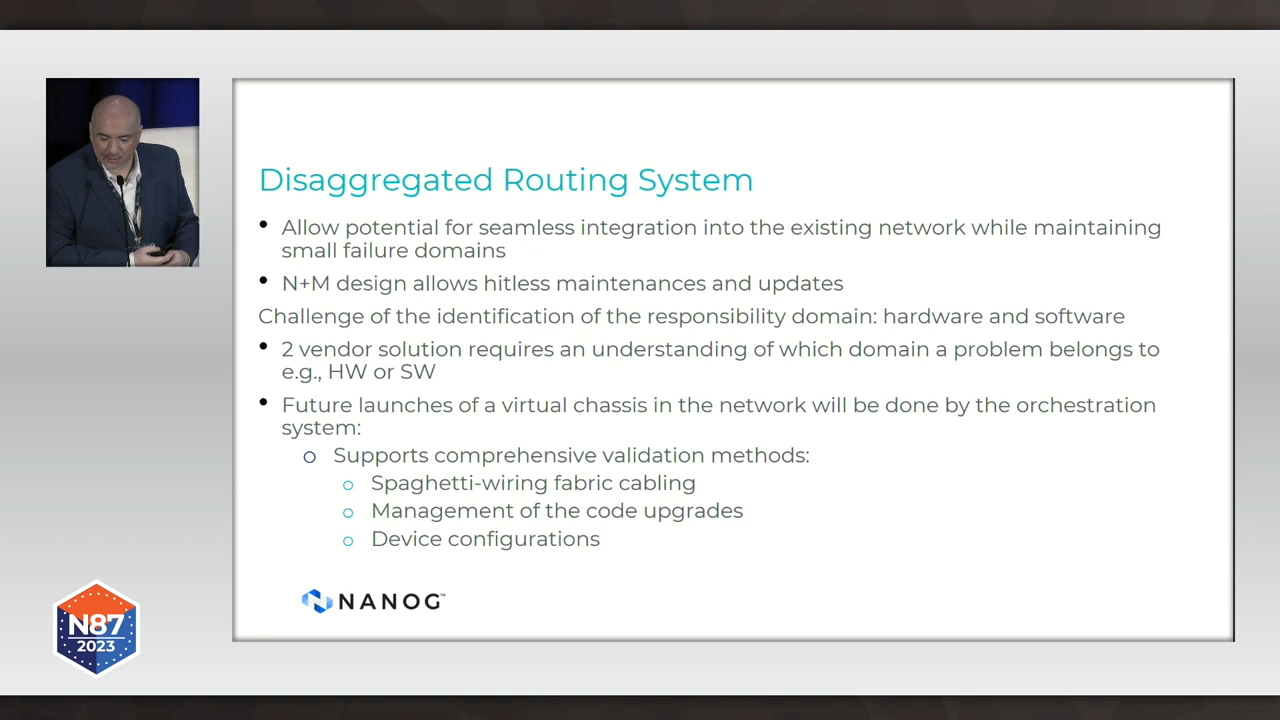 Disaggregated Routing System
• Allow potential for seamless integration into the existing network while maintaining
small failure domains
• N+M design allows hitless maintenances and updates
Challenge of the identification of the responsibility domain: hardware and software
• 2 vendor solution requires an understanding of which domain a problem belongs to
e.g., HW or SW
• Future launches of a virtual chassis in the network will be done by the orchestration
system:
o Supports comprehensive validation methods:
o Spaghetti-wiring fabric cabling
o Management of the code upgrades
o Device configurations
NANOG™
N87
2023